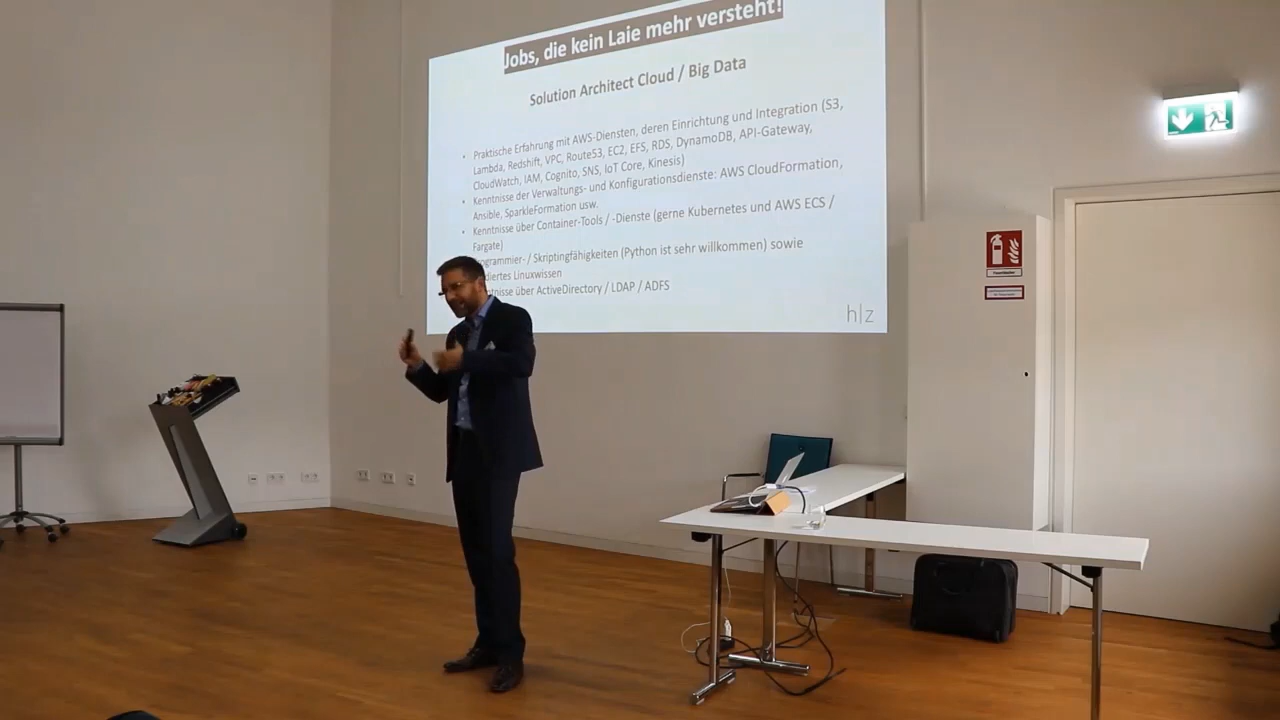 Jobs, die kein Laie mehr versteht!
Solution Architect Cloud / Big Data
• Praktische Erfahrung mit AWS-Diensten, deren Einrichtung und Integration (S3,
Lambda, Redshift, VPC, Route53, EC2, EFS, RDS, DynamoDB, API-Gateway,
CloudWatch, IAM, Cognito, SNS, IoT Core, Kinesis)
• Kenntnisse der Verwaltungs- und Konfigurationsdienste: AWS CloudFormation,
Ansible, SparkleFormation usw.
• Kenntnisse über Container-Tools / -Dienste (gerne Kubernetes und AWS ECS /
Fargate)
Skriptingfähigkeiten (Python ist sehr willkommen) sowie
Linuxwissen
über ActiveDirectory / LDAP / ADFS
h|z
Feuerlöscher